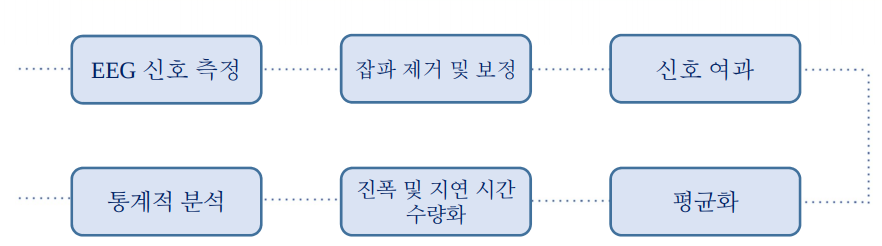 EEG 신호 측정
잡파 제거 및 보정
신호 여과
평균화
진폭 및 지연 시간
수량화
통계적 분석